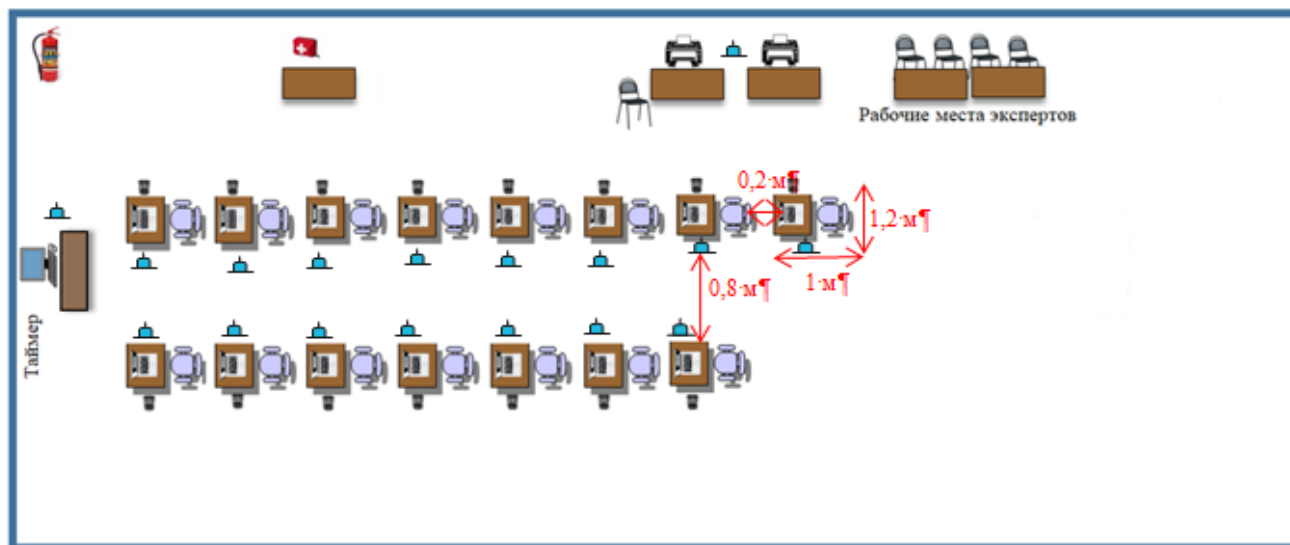 Рабочие места экспертов
0,2·м¶
1,2·м¶
0,8·м¶
1·м¶
Таймер